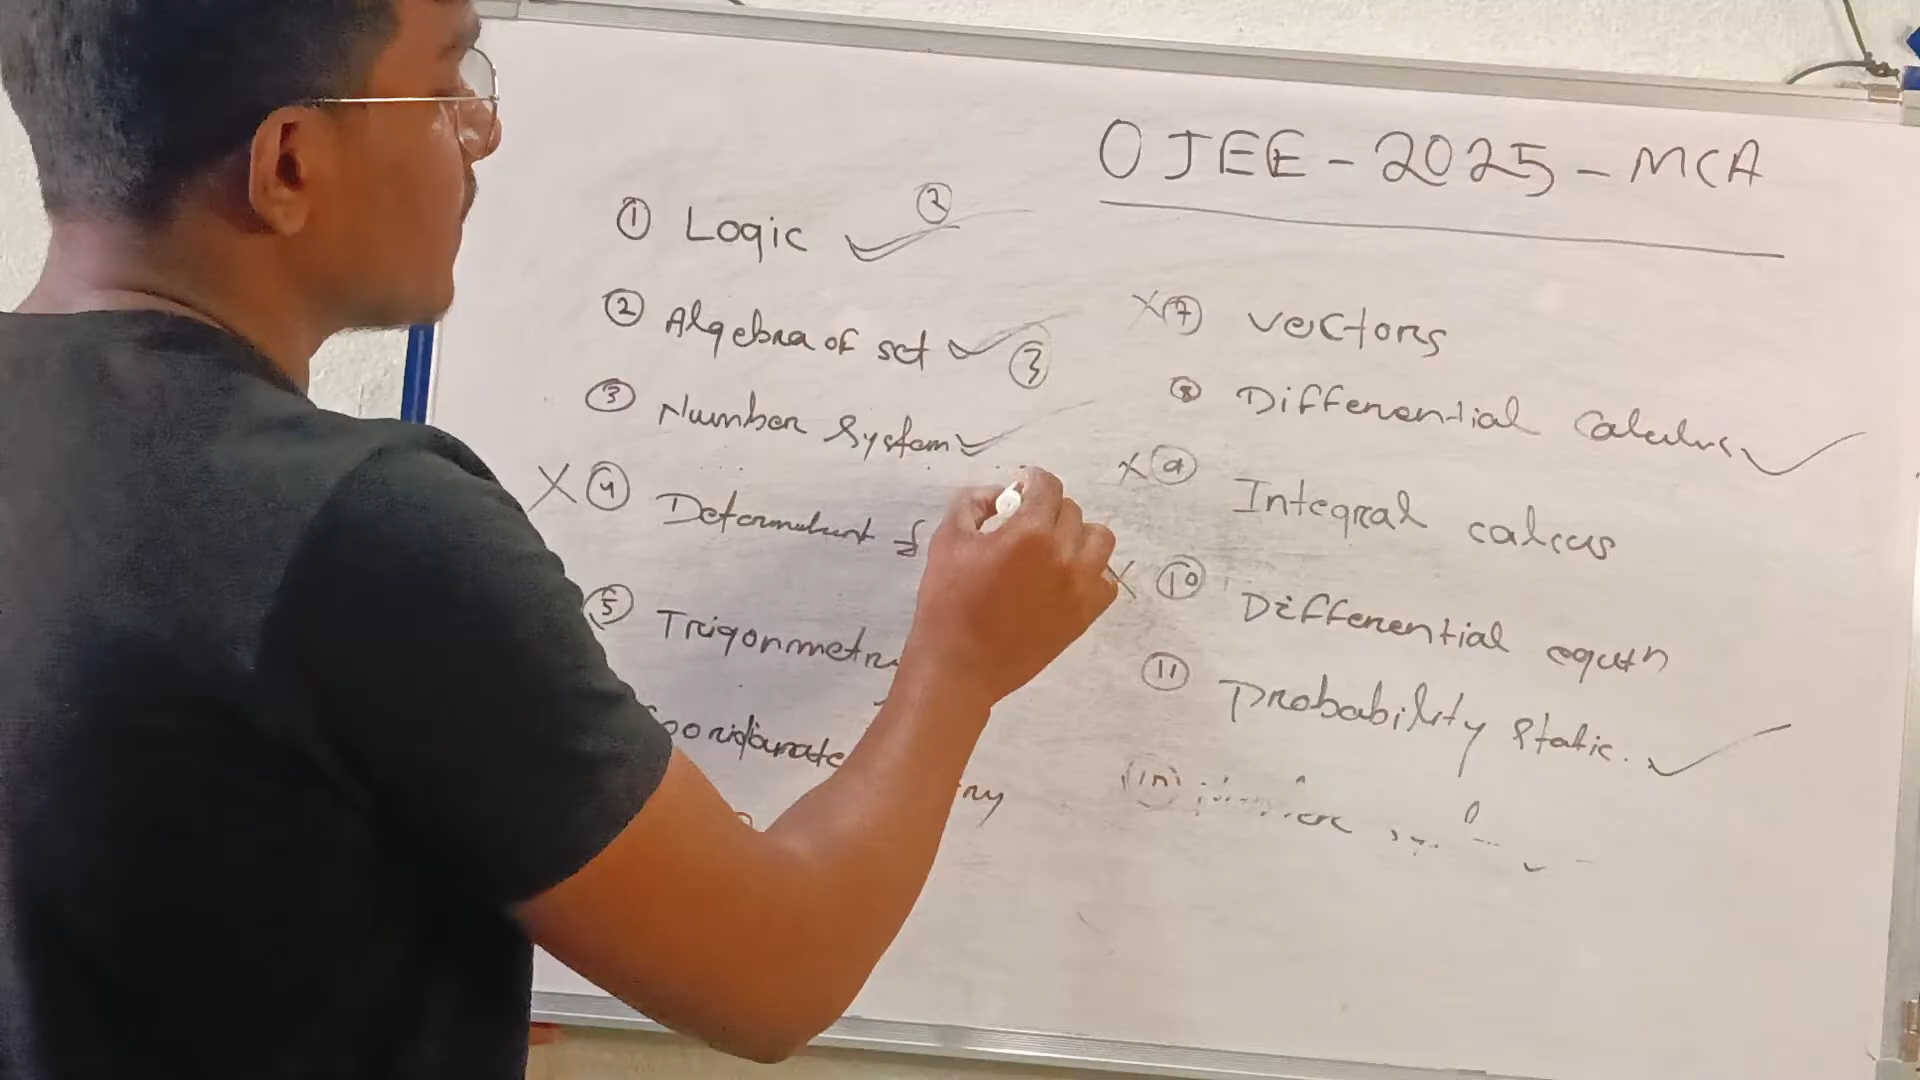 OJEE-2025-MCA
① Logic ✓ ②
② Algebra of set ✓ ③
③ Number System ✓
X ④ Determinant &
⑤ Trigonmetry
X ⑦ vectors
⑧ Differential Calculus ✓
X ⑨ Integral calcus
X ⑩ Differential equtn
⑪ Probability Static. ✓